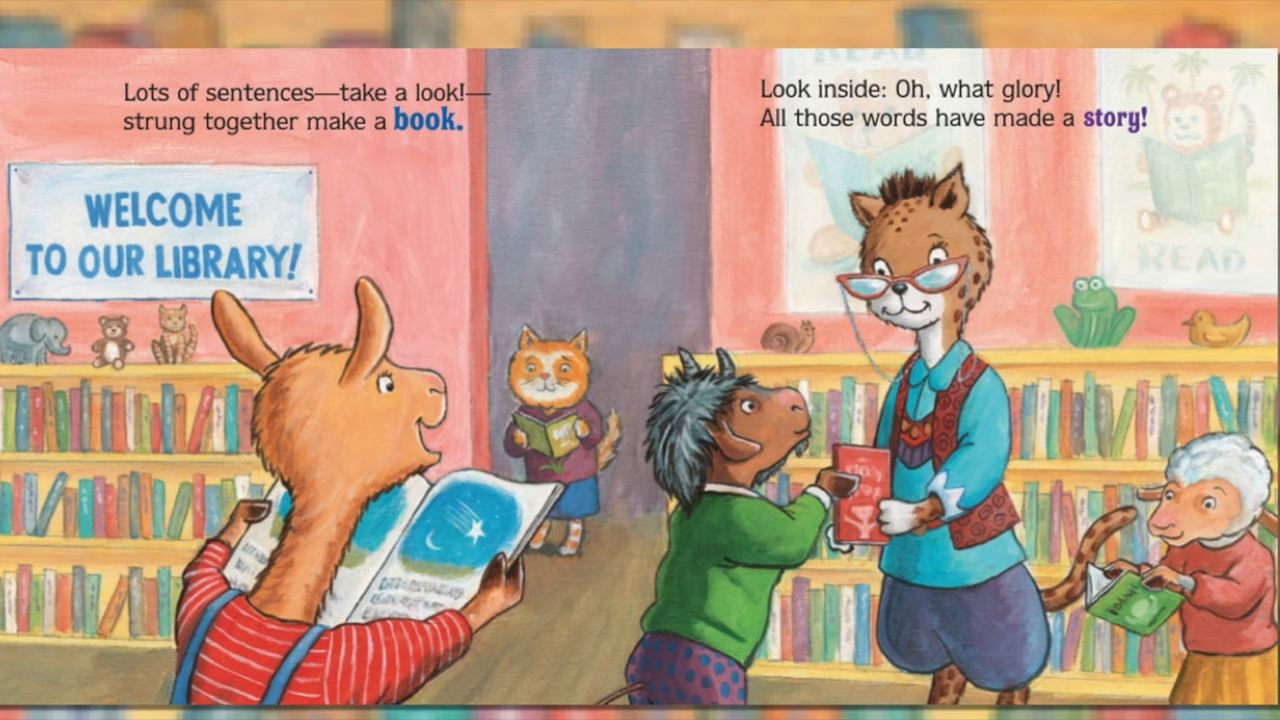 Lots of sentences—take a look!—
strung together make a book.
Look inside: Oh, what glory!
All those words have made a story!
WELCOME
TO OUR LIBRARY!
READ
READ